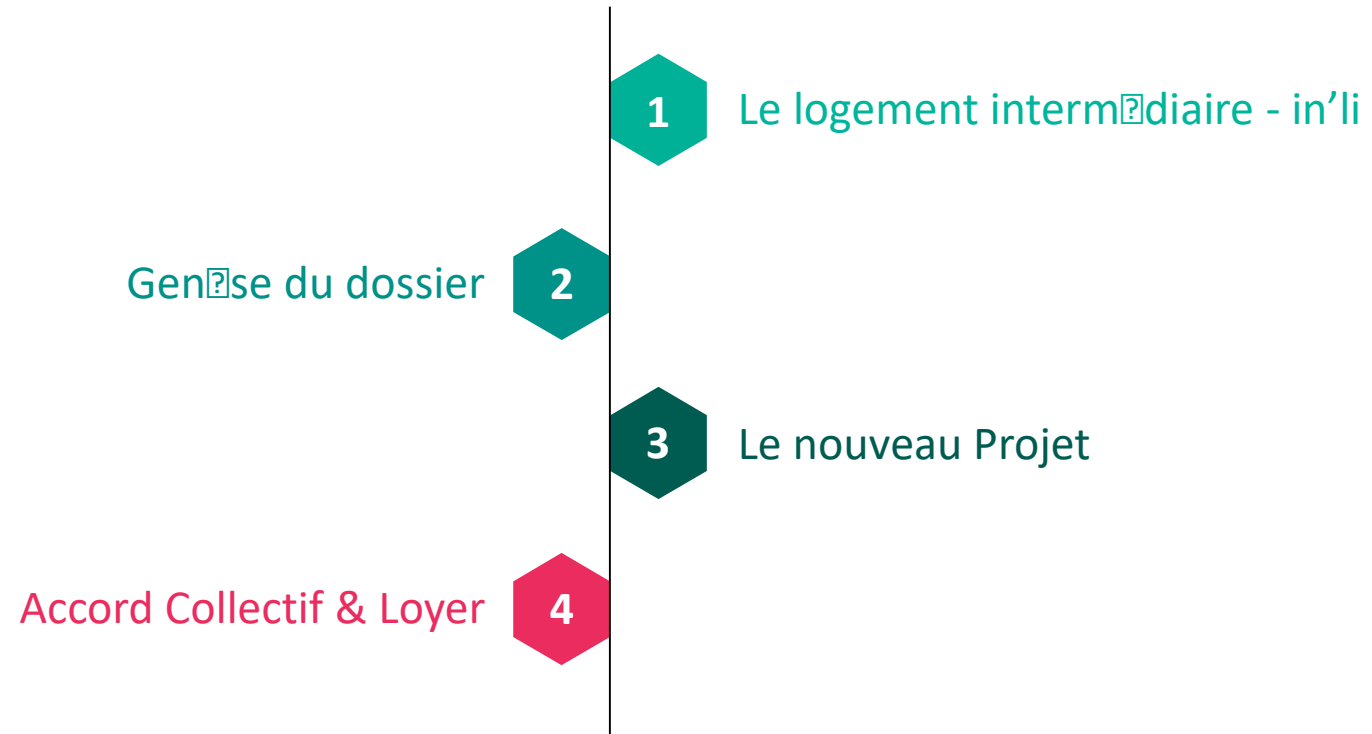 1 Le logement interm�diaire - in’li
Gen�se du dossier 2
3 Le nouveau Projet
Accord Collectif & Loyer 4